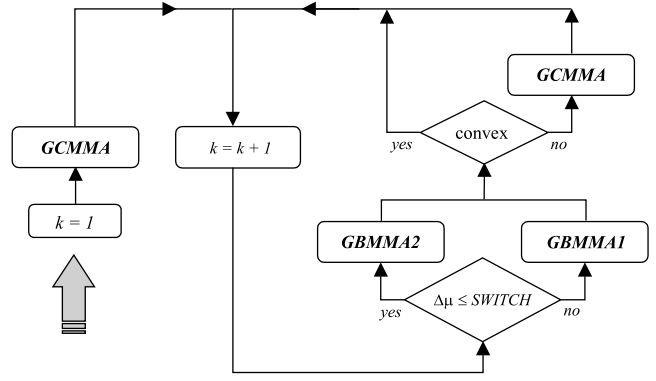 GCMMA
GCMMA
k = k + 1
convex
yes
no
k = 1
GBMMA2
GBMMA1
Δμ ≤ SWITCH
yes
no